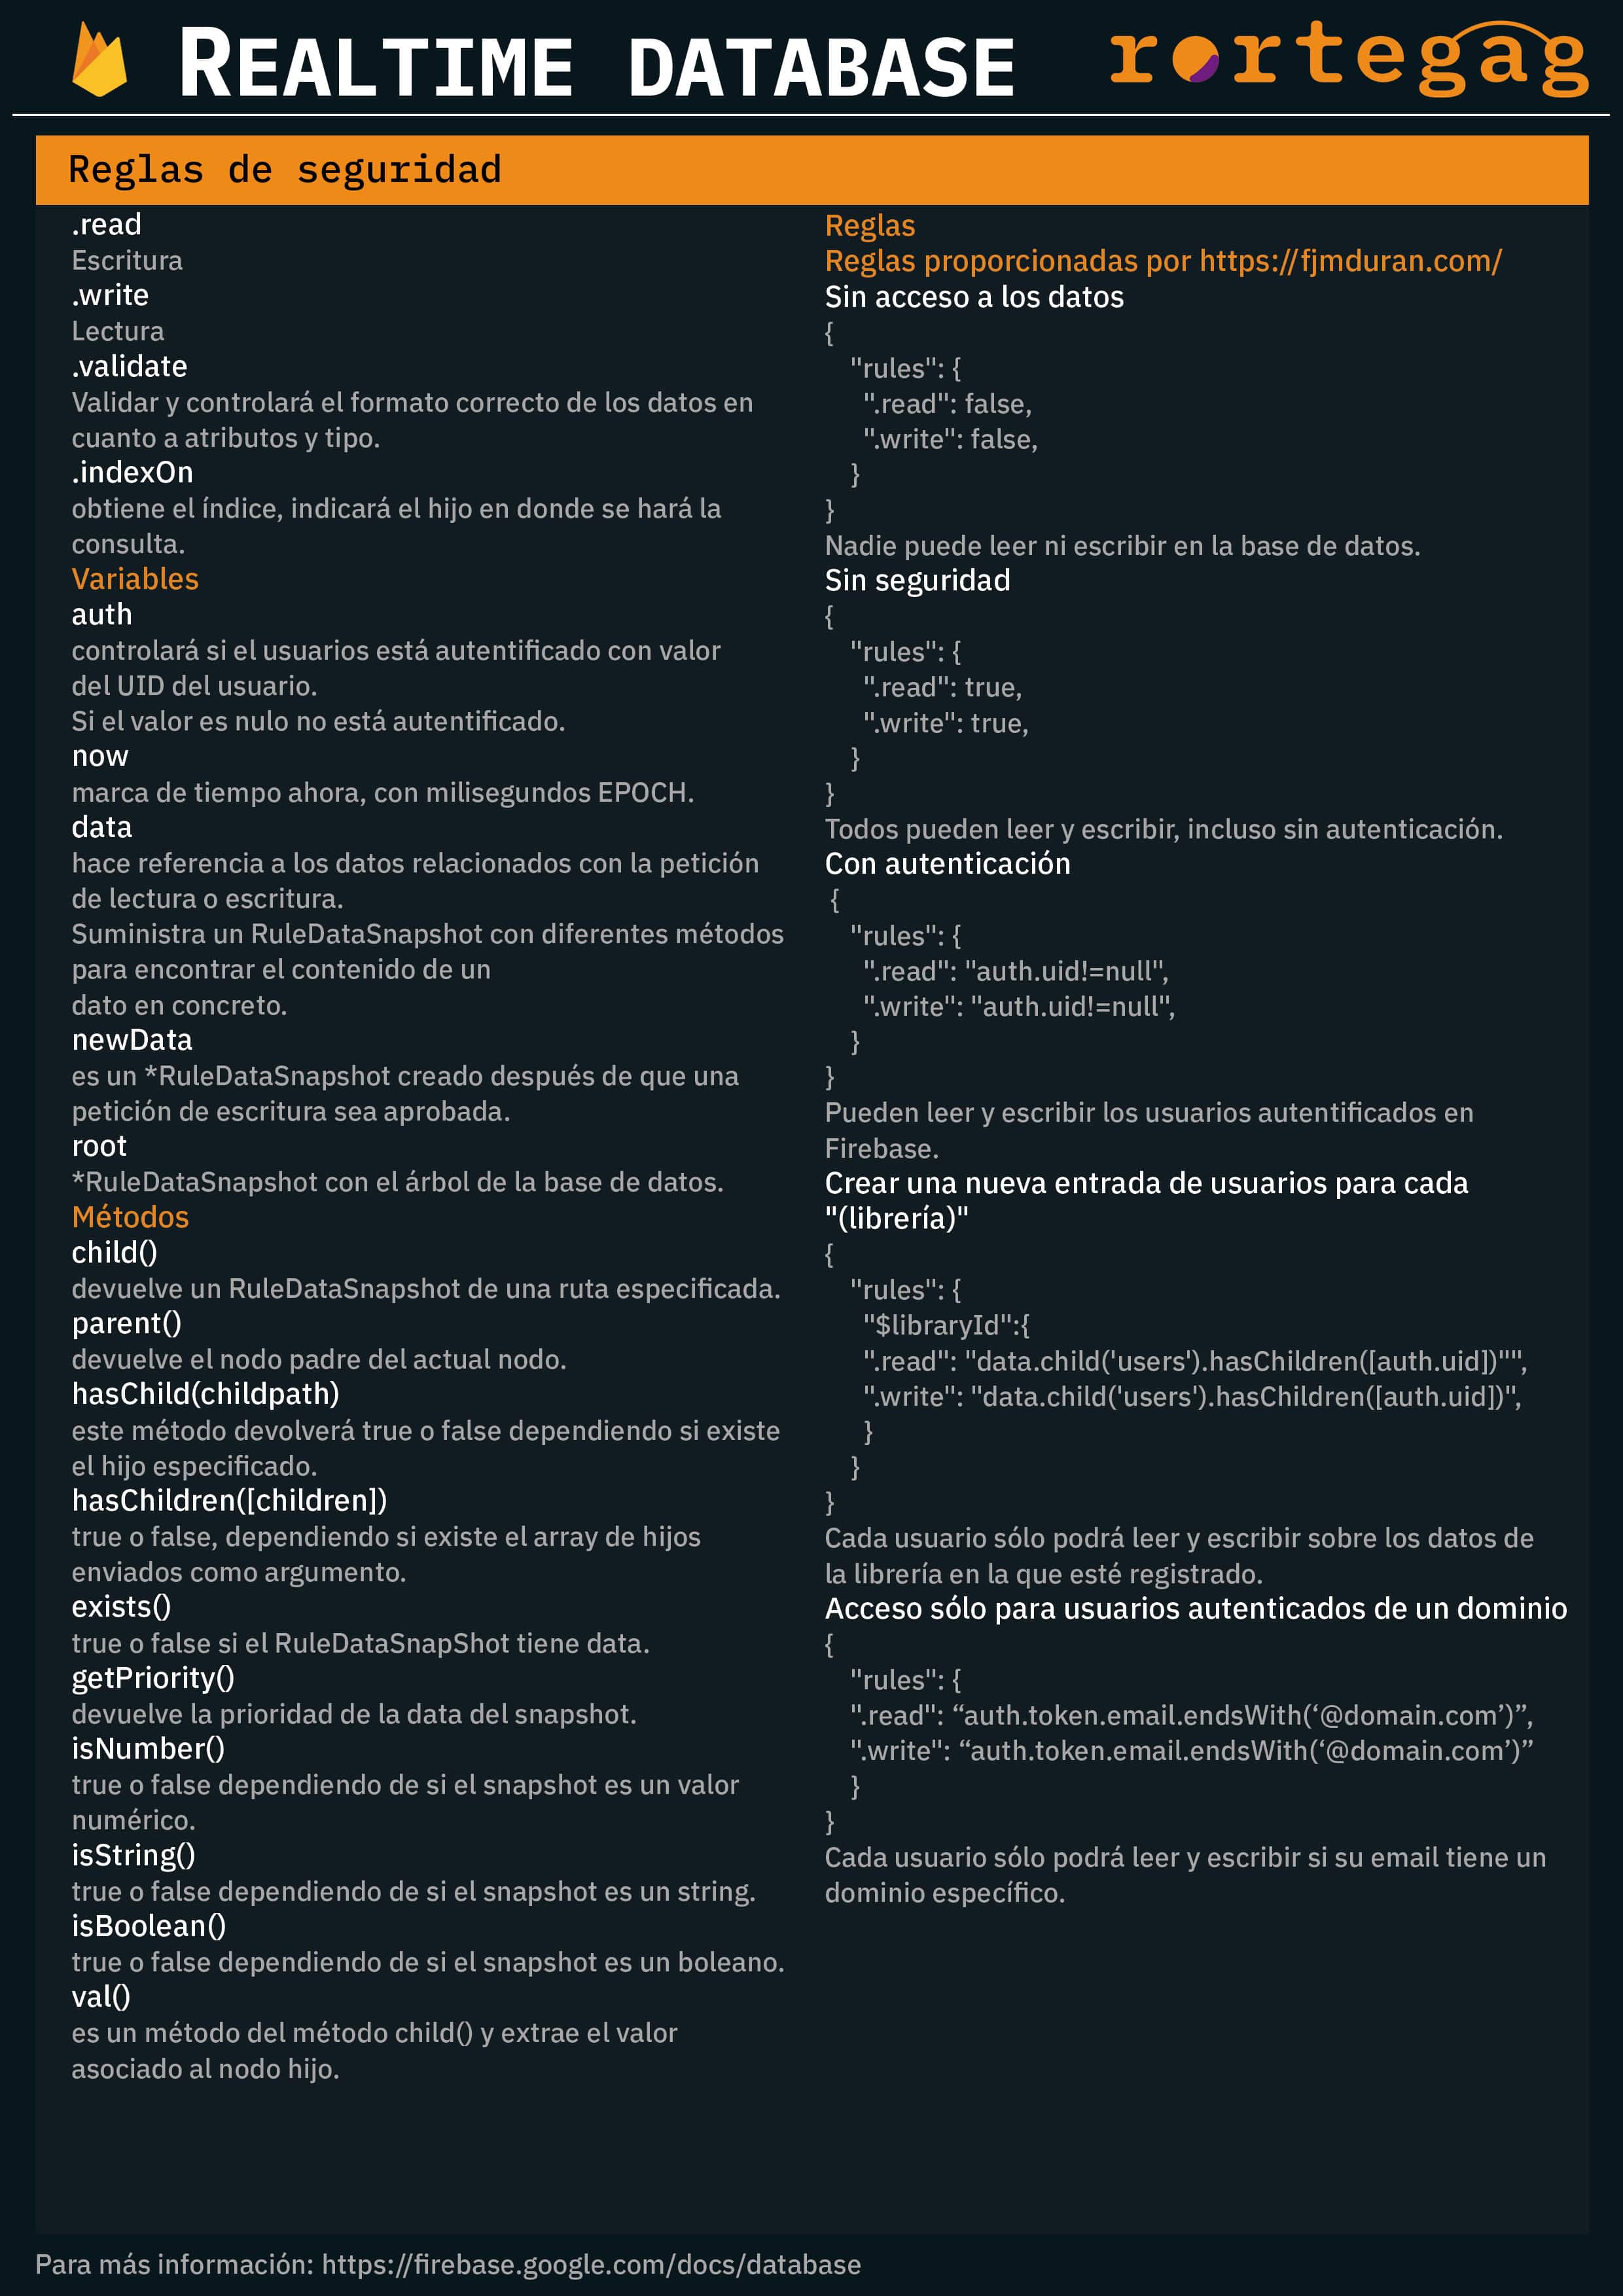 REALTIME DATABASE
rortegag
Reglas de seguridad
.read
Escritura
.write
Lectura
.validate
Validar y controlará el formato correcto de los datos en
cuanto a atributos y tipo.
.indexOn
obtiene el índice, indicará el hijo en donde se hará la
consulta.
Variables
auth
controlará si el usuarios está autentificado con valor
del UID del usuario.
Si el valor es nulo no está autentificado.
now
marca de tiempo ahora, con milisegundos EPOCH.
data
hace referencia a los datos relacionados con la petición
de lectura o escritura.
Suministra un RuleDataSnapshot con diferentes métodos
para encontrar el contenido de un
dato en concreto.
newData
es un *RuleDataSnapshot creado después de que una
petición de escritura sea aprobada.
root
*RuleDataSnapshot con el árbol de la base de datos.
Métodos
child()
devuelve un RuleDataSnapshot de una ruta especificada.
parent()
devuelve el nodo padre del actual nodo.
hasChild(childpath)
este método devolverá true o false dependiendo si existe
el hijo especificado.
hasChildren([children])
true o false, dependiendo si existe el array de hijos
enviados como argumento.
exists()
true o false si el RuleDataSnapShot tiene data.
getPriority()
devuelve la prioridad de la data del snapshot.
isNumber()
true o false dependiendo de si el snapshot es un valor
numérico.
isString()
true o false dependiendo de si el snapshot es un string.
isBoolean()
true o false dependiendo de si el snapshot es un boleano.
val()
es un método del método child() y extrae el valor
asociado al nodo hijo.
Reglas
Reglas proporcionadas por https://fjmduran.com/
Sin acceso a los datos
{
"rules": {
".read": false,
".write": false,
}
}
Nadie puede leer ni escribir en la base de datos.
Sin seguridad
{
"rules": {
".read": true,
".write": true,
}
}
Todos pueden leer y escribir, incluso sin autenticación.
Con autenticación
{
"rules": {
".read": "auth.uid!=null",
".write": "auth.uid!=null",
}
}
Pueden leer y escribir los usuarios autentificados en
Firebase.
Crear una nueva entrada de usuarios para cada
"(librería)"
{
"rules": {
"$libraryId":{
".read": "data.child('users').hasChildren([auth.uid])"",
".write": "data.child('users').hasChildren([auth.uid])",
}
}
}
Cada usuario sólo podrá leer y escribir sobre los datos de
la librería en la que esté registrado.
Acceso sólo para usuarios autenticados de un dominio
{
"rules": {
".read": “auth.token.email.endsWith(‘@domain.com’)”,
".write": “auth.token.email.endsWith(‘@domain.com’)”
}
}
Cada usuario sólo podrá leer y escribir si su email tiene un
dominio específico.
Para más información: https://firebase.google.com/docs/database